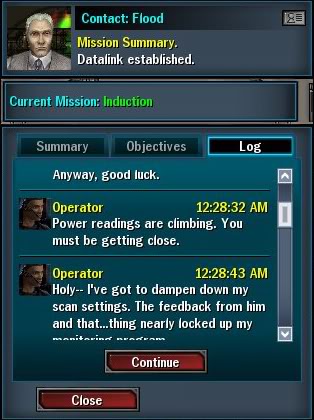 Contact: Flood
Mission Summary.
Datalink established.
Current Mission: Induction
Summary
Objectives
Log
Anyway, good luck.
Operator 12:28:32 AM
Power readings are climbing. You
must be getting close.
Operator 12:28:43 AM
Holy-- I've got to dampen down my
scan settings. The feedback from him
and that...thing nearly locked up my
monitoring program
Continue
Close